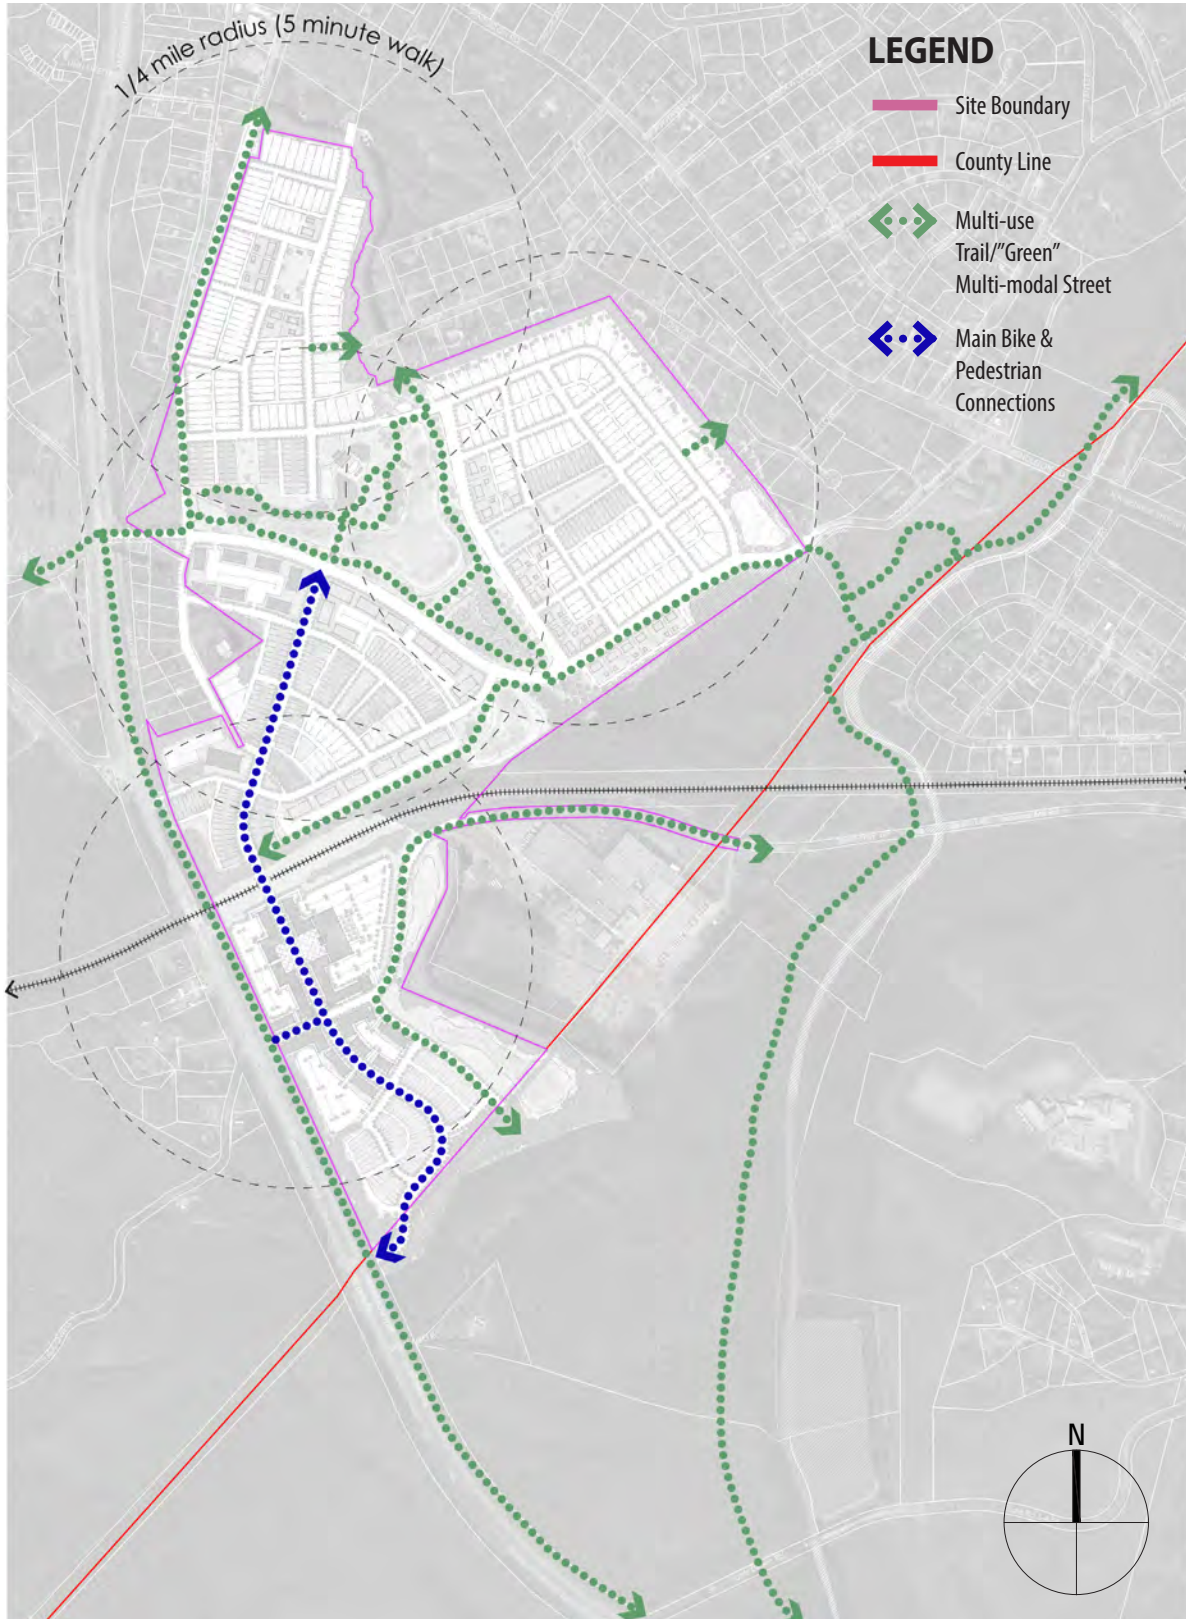 1/4 mile radius (5 minute walk)
LEGEND
Site Boundary
County Line
Multi-use
Trail/"Green"
Multi-modal Street
Main Bike &
Pedestrian
Connections
N